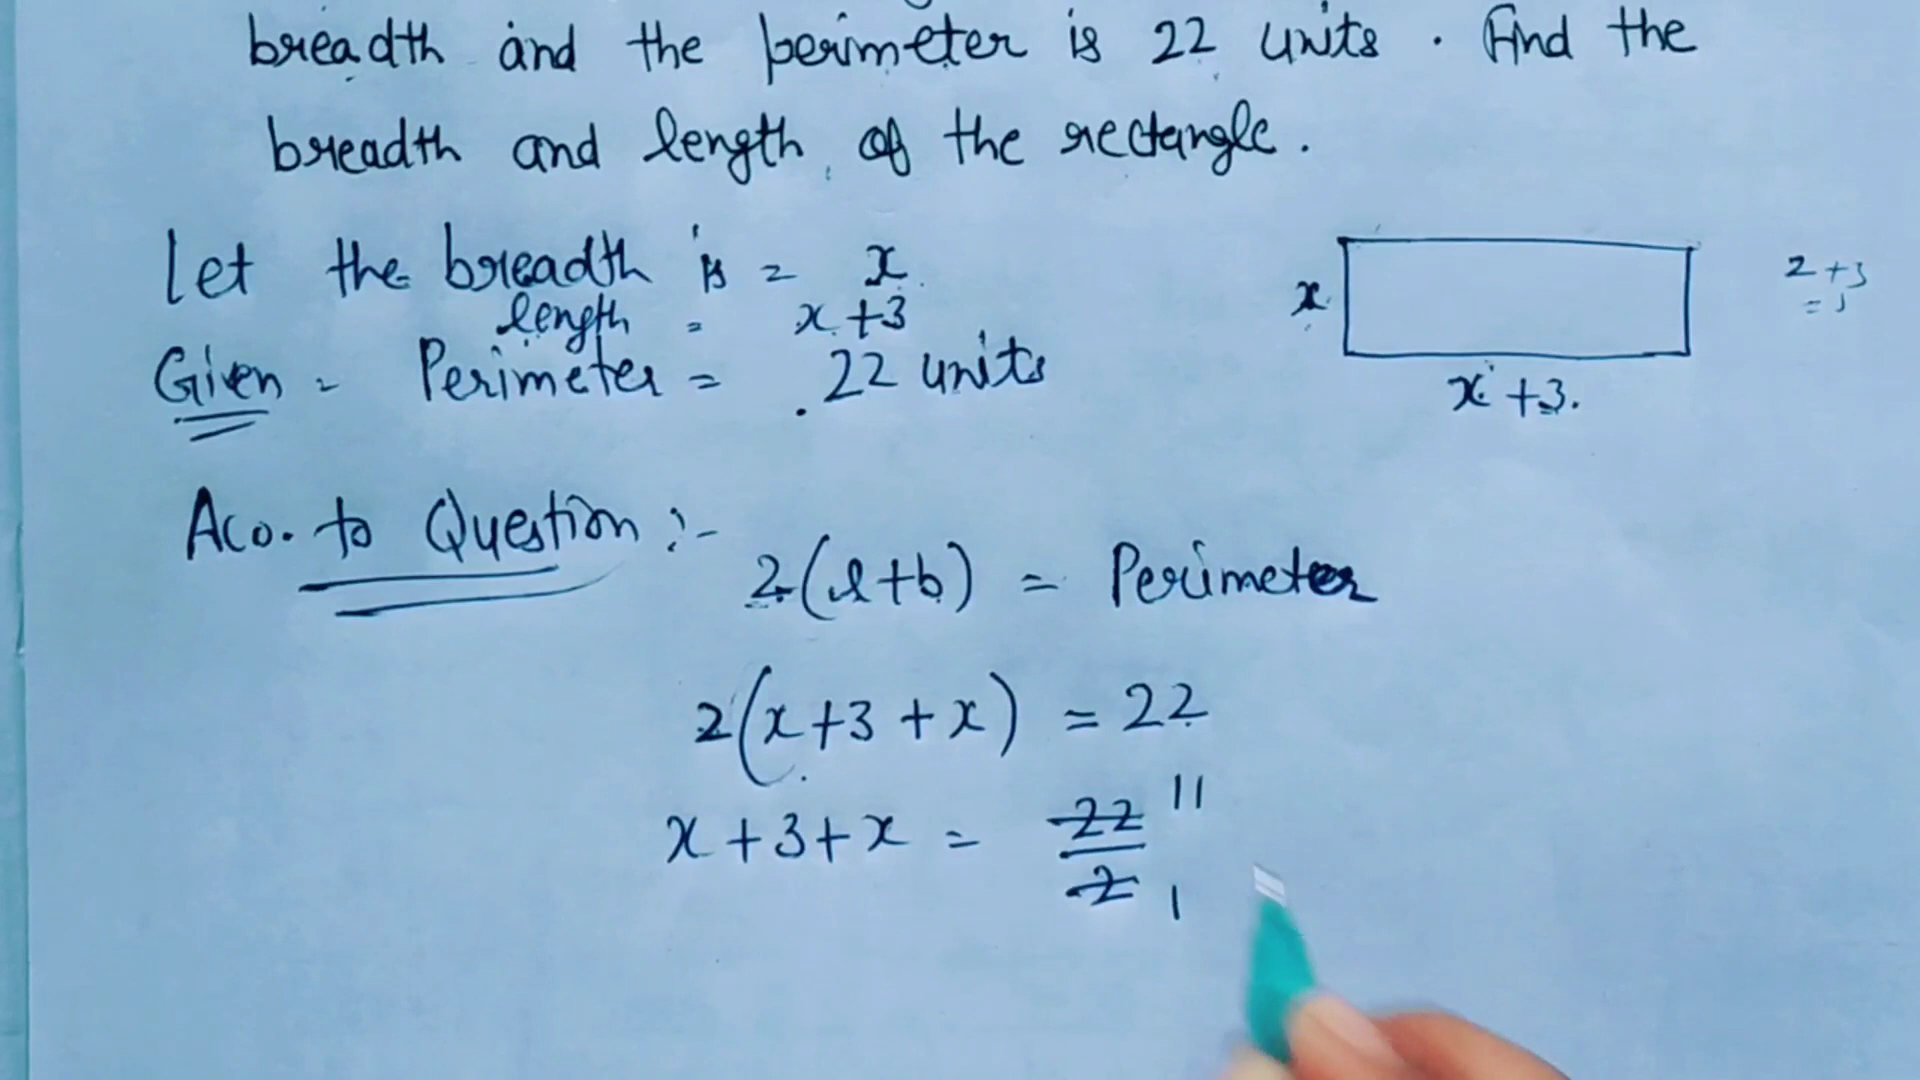 breadth and the perimeter is 22 units. Find the
breadth and length of the rectangle.
Let the breadth is = x
length = x+3
Given = Perimeter = 22 units
x
x+3.
2+3
Aco. to Question :-
2(l+b) = Perimeter
2(x+3+x) = 22
x+3+x = 22/2
11
1